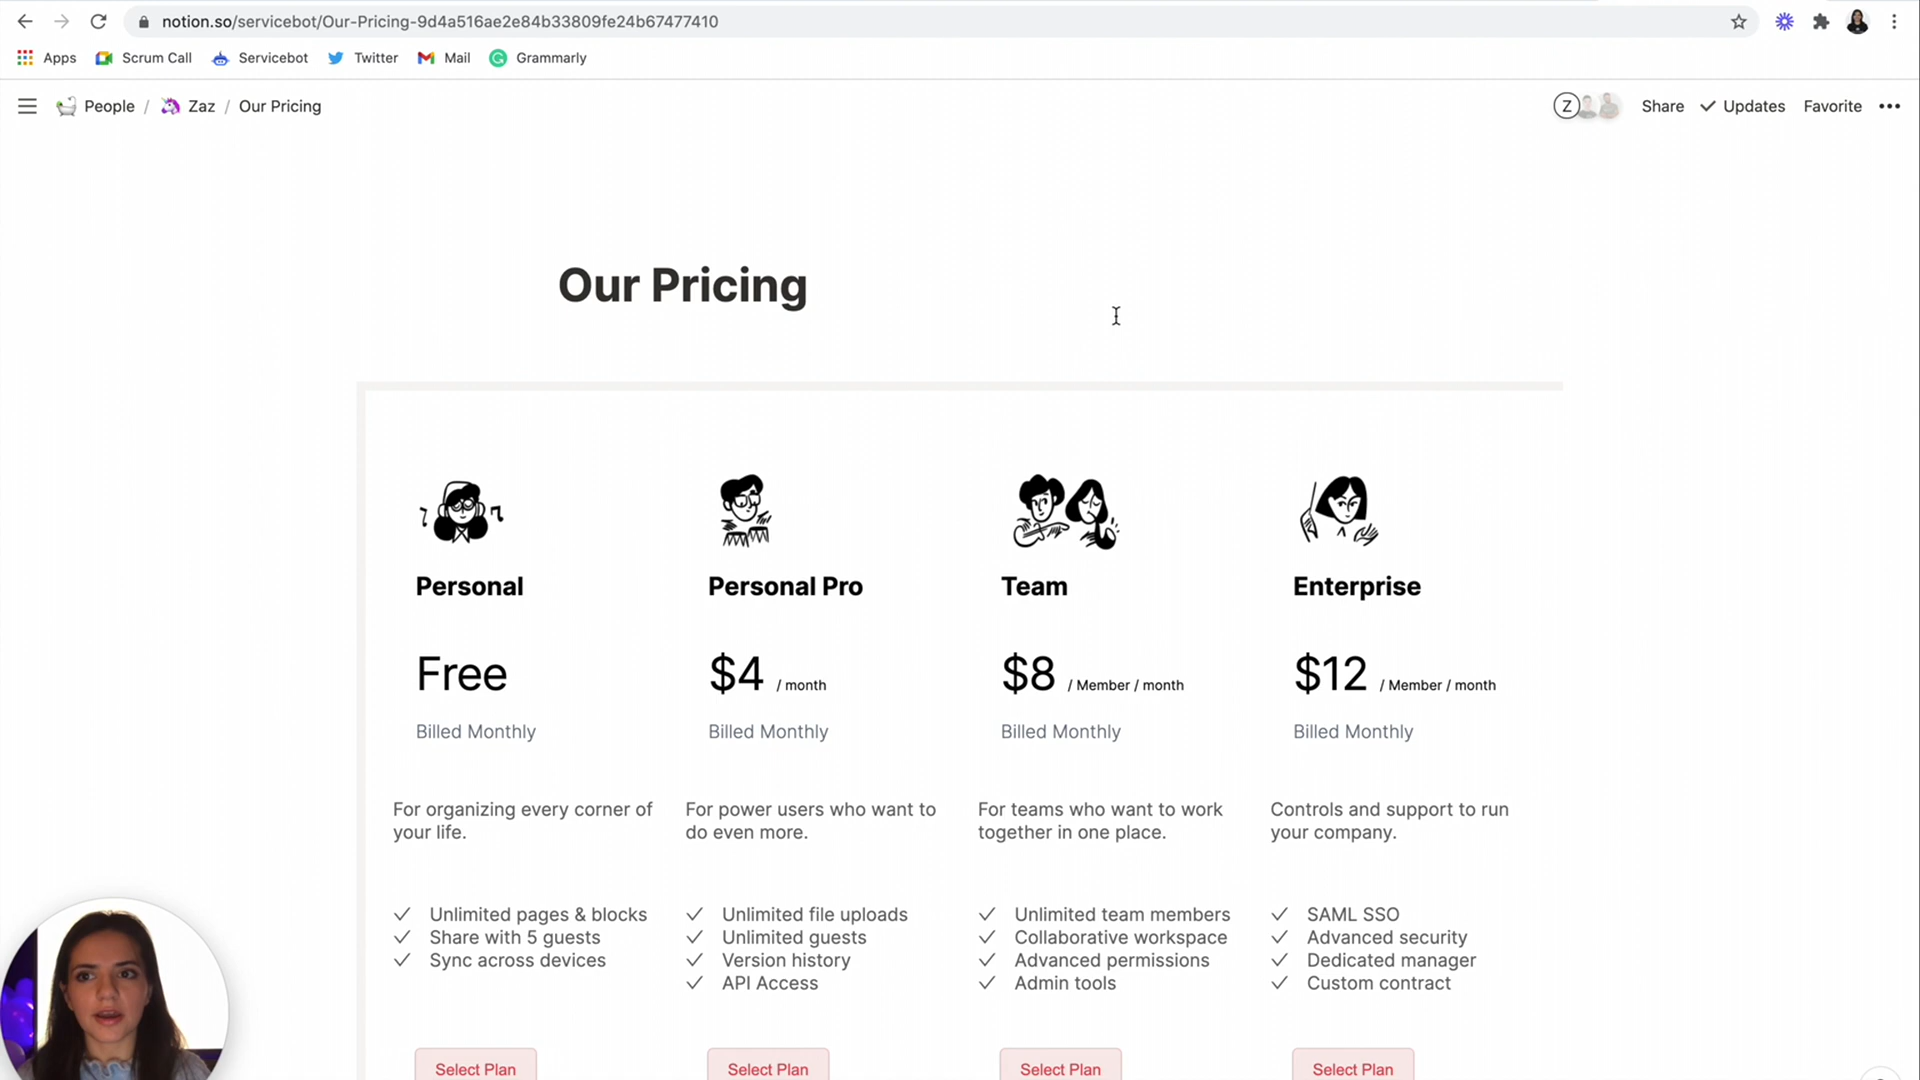 notion.so/servicebot/Our-Pricing-9d4a516ae2e84b33809fe24b67477410
Apps Scrum Call Servicebot Twitter Mail Grammarly
People / Zaz / Our Pricing
Z Share Updates Favorite
Our Pricing
Personal
Free
Billed Monthly
For organizing every corner of
your life.
Unlimited pages & blocks
Share with 5 guests
Sync across devices
Select Plan
Personal Pro
$4 / month
Billed Monthly
For power users who want to
do even more.
Unlimited file uploads
Unlimited guests
Version history
API Access
Select Plan
Team
$8 / Member / month
Billed Monthly
For teams who want to work
together in one place.
Unlimited team members
Collaborative workspace
Advanced permissions
Admin tools
Select Plan
Enterprise
$12 / Member / month
Billed Monthly
Controls and support to run
your company.
SAML SSO
Advanced security
Dedicated manager
Custom contract
Select Plan